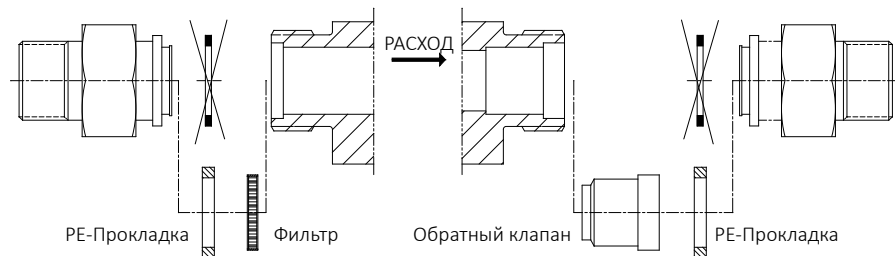 РАСХОД
PE-Прокладка
Фильтр
Обратный клапан
PE-Прокладка